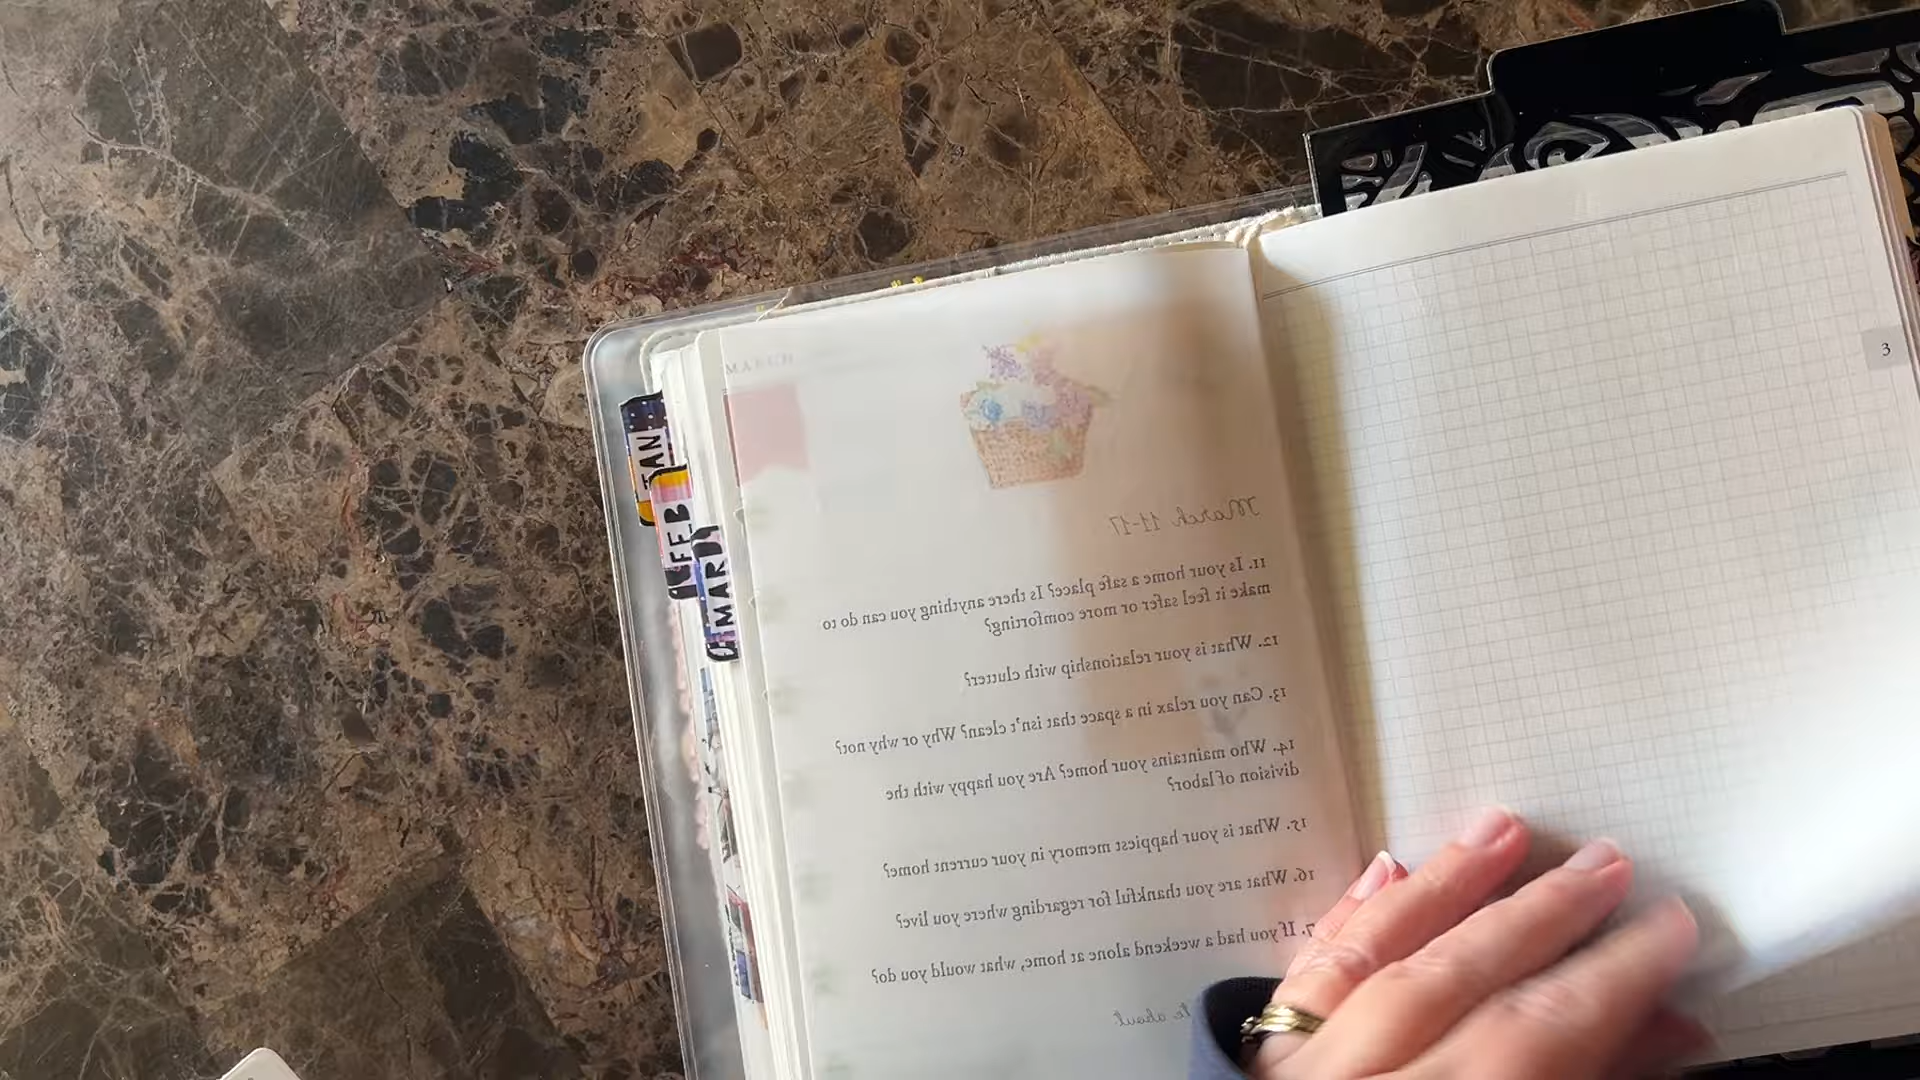 MARCH
JAN
FEB
MAR
3
March 11-17
11. Is your home a safe place? Is there anything you can do to
make it feel safer or more comforting?
12. What is your relationship with clutter?
13. Can you relax in a space that isn't clean? Why or why not?
14. Who maintains your home? Are you happy with the
division of labor?
15. What is your happiest memory in your current home?
16. What are you thankful for regarding where you live?
7. If you had a weekend alone at home, what would you do?
about